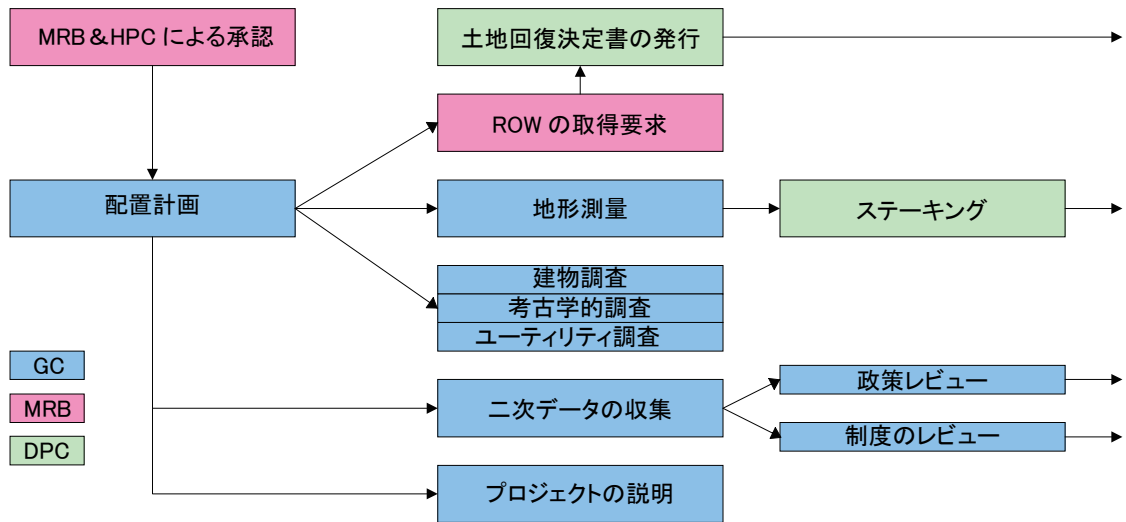 MRB＆HPC による承認
土地回復決定書の発行
ROW の取得要求
配置計画
地形測量
ステーキング
建物調査
考古学的調査
ユーティリティ調査
GC
MRB
DPC
二次データの収集
政策レビュー
制度のレビュー
プロジェクトの説明